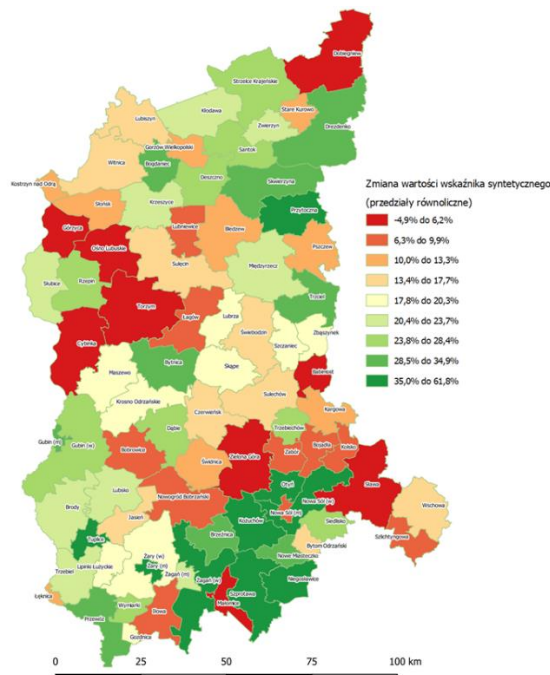 Dobiegniew
Strzelce Krajeńskie
Kłodawa
Stare Kurowo
Lubiszyn
Zwierzyn
Drezdenko
Gorzów Wielkopolski
Santok
Witnica
Bogdaniec
Deszczno
Skwierzyna
Kostrzyn nad Odrą
Krzeszyce
Przytoczna
Słońsk
Lubniewice
Bledzew
Pszczew
Górzyca
Ośno Lubuskie
Sulęcin
Międzyrzecz
Słubice
Rzepin
Trzciel
Torzym
Łagów
Lubrza
Zbąszynek
Świebodzin
Szczaniec
Cybinka
Bytnica
Skąpe
Maszewo
Babimost
Sulechów
Krosno Odrzańskie
Czerwieńsk
Kargowa
Trzebiechów
Dąbie
Gubin (m)
Gubin (w)
Bobrowice
Zielona Góra
Zabór
Bojadła
Kolsko
Świdnica
Lubsko
Nowogród Bobrzański
Otyń
Sława
Brody
Nowa Sól (w)
Nowa Sól (m)
Wschowa
Jasień
Kożuchów
Siedlisko
Tuplice
Brzeźnica
Bytom Odrzański
Szlichtyngowa
Żary (w)
Nowe Miasteczko
Trzebiel
Lipinki Łużyckie
Żary (m)
Żagań (m)
Żagań (w)
Niegosławice
Szprotawa
Łęknica
Wymiarki
Iłowa
Małomice
Przewóz
Gozdnica
Zmiana wartości wskaźnika syntetycznego
(przedziały równoliczne)
-4,9% do 6,2%
6,3% do 9,9%
10,0% do 13,3%
13,4% do 17,7%
17,8% do 20,3%
20,4% do 23,7%
23,8% do 28,4%
28,5% do 34,9%
35,0% do 61,8%
0 25 50 75 100 km